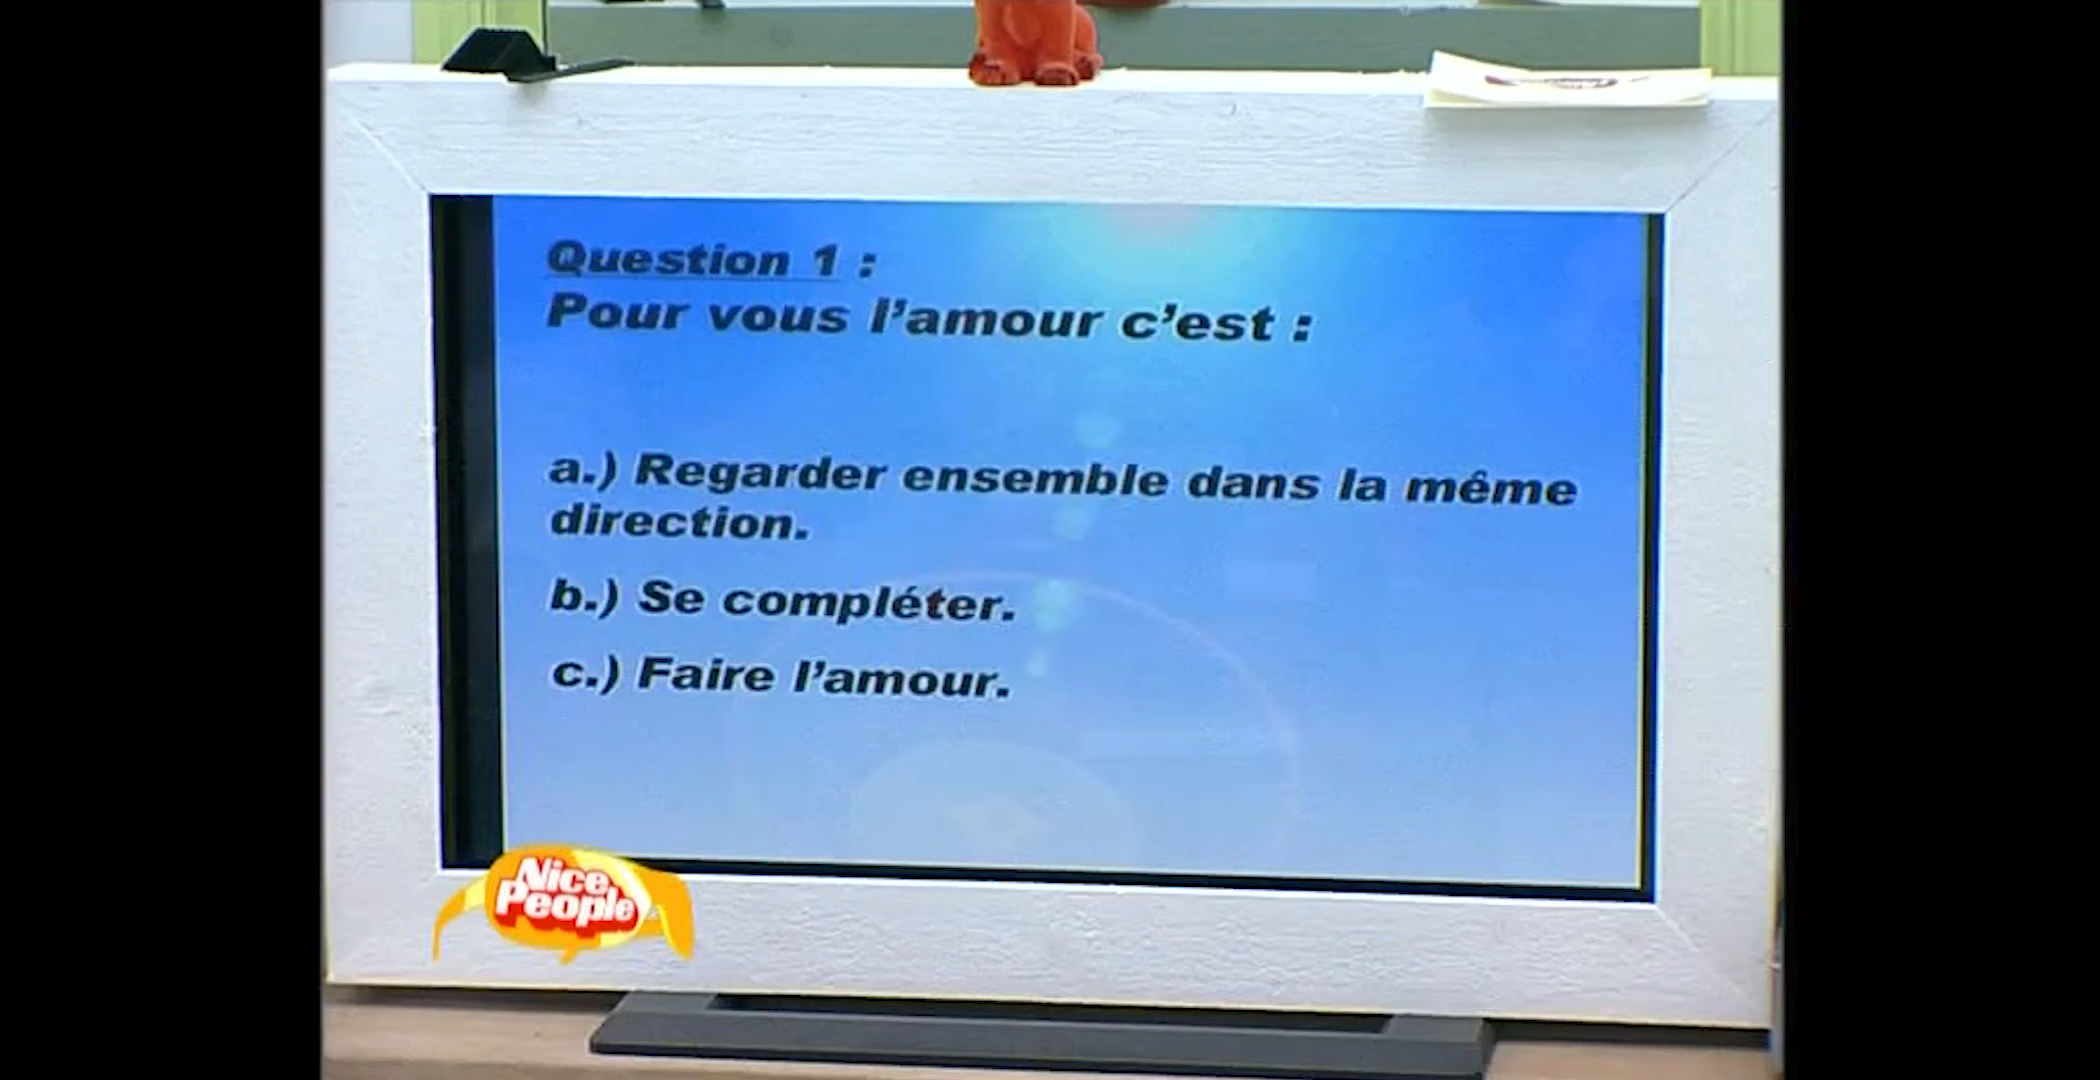 Question 1 :
Pour vous l'amour c'est :
a.) Regarder ensemble dans la même
direction.
b.) Se compléter.
c.) Faire l'amour.
Nice
People